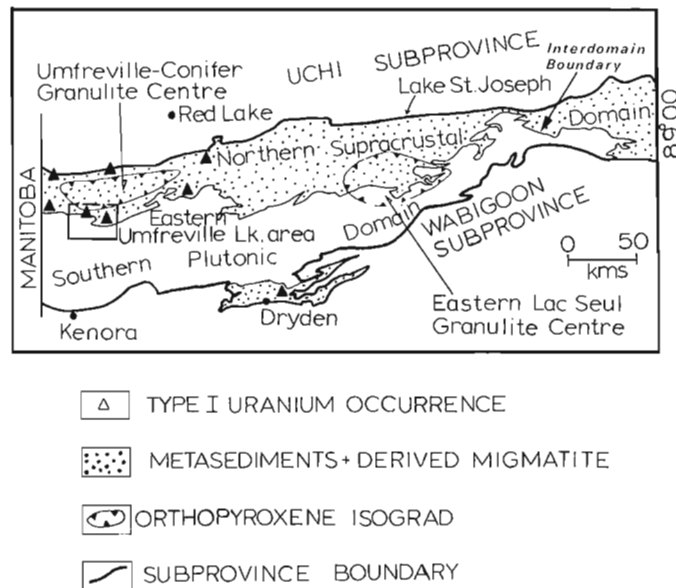 UCHI SUBPROVINCE
Interdomain
Boundary
Umfreville-Conifer
Granulite Centre
Lake St. Joseph
Red Lake
Domain
Northern Supracrustal
MANITOBA
Eastern
Umfreville Lk. area
Domain
WABIGOON
SUBPROVINCE
Southern Plutonic
0 50
kms
Eastern Lac Seul
Granulite Centre
Dryden
Kenora
TYPE I URANIUM OCCURRENCE
METASEDIMENTS + DERIVED MIGMATITE
ORTHOPYROXENE ISOGRAD
SUBPROVINCE BOUNDARY